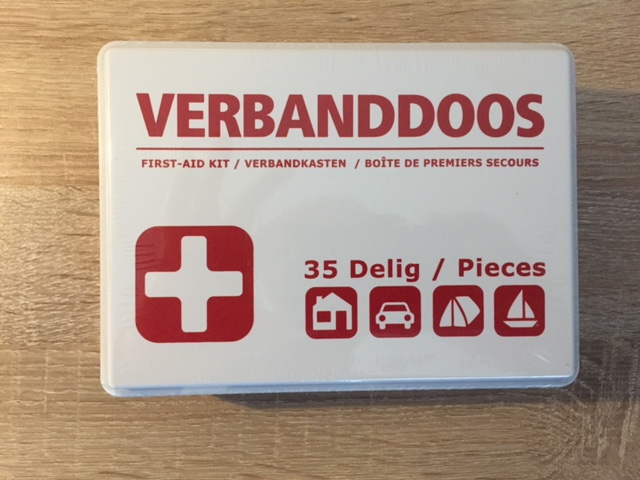 VERBANDDOOS
FIRST-AID KIT / VERBANDKASTEN / BOÎTE DE PREMIERS SECOURS
35 Delig / Pieces